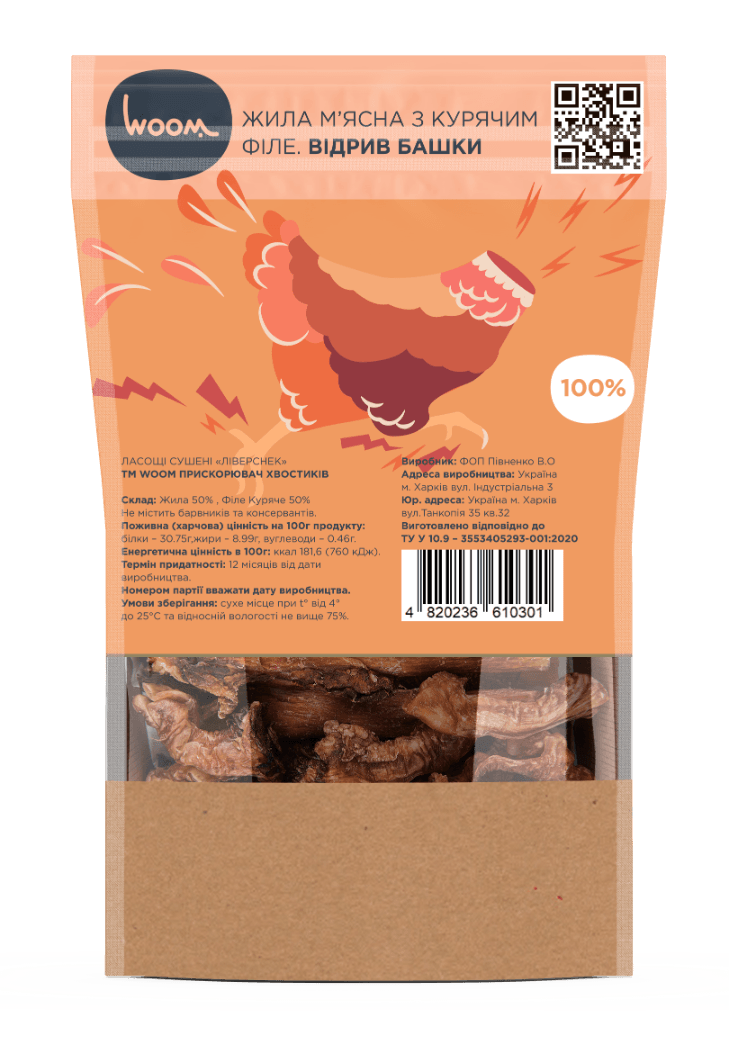 WOOM
ЖИЛА М'ЯСНА З КУРЯЧИМ
ФІЛЕ. ВІДРИВ БАШКИ
100%
ЛАСОЩІ СУШЕНІ «ЛІВЕРСНЕК»
ТМ WOOM ПРИСКОРЮВАЧ ХВОСТИКІВ
Склад: Жила 50% , Філе Куряче 50%
Не містить барвників та консервантів.
Поживна (харчова) цінність на 100г продукту:
білки – 30.75г,жири – 8.99г, вуглеводи – 0.46г.
Енергетична цінність в 100г: ккал 181,6 (760 кДж).
Термін придатності: 12 місяців від дати
виробництва.
Номером партії вважати дату виробництва.
Умови зберігання: сухе місце при t° від 4°
до 25°С та відносній вологості не вище 75%.
Виробник: ФОП Півненко В.О
Адреса виробництва: Україна
м. Харків вул. Індустріальна 3
Юр. адреса: Україна м. Харків
вул.Танкопія 35 кв.32
Виготовлено відповідно до
ТУ У 10.9 – 3553405293-001:2020
4 820236 610301